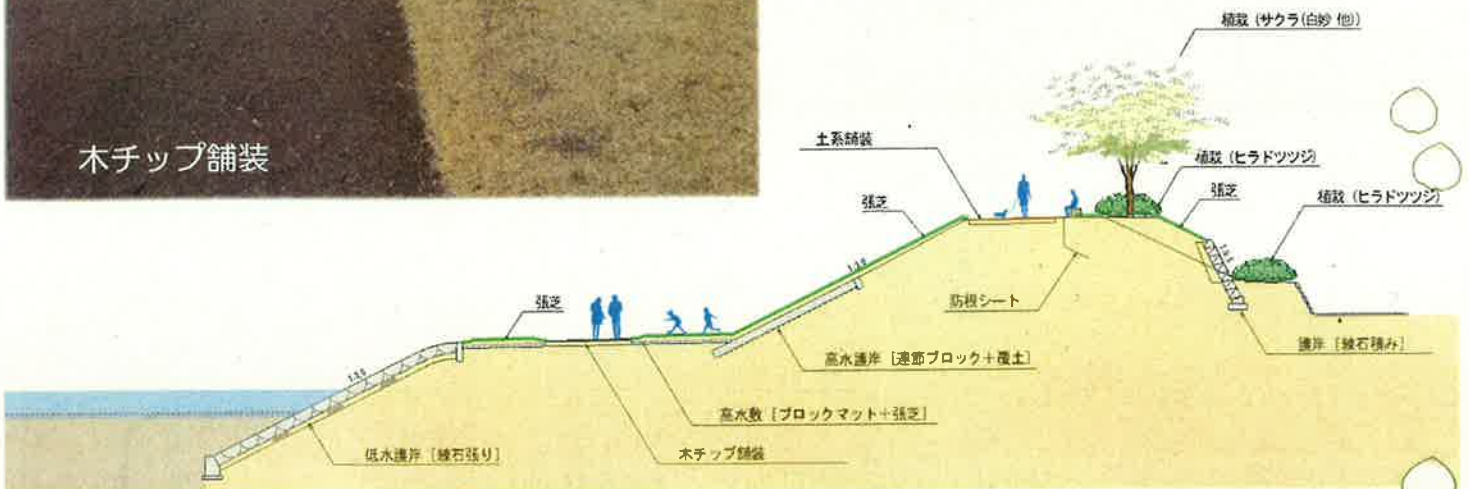 木チップ舗装
植栽 (サクラ(白妙 他))
土系舗装
植栽 (ヒラドツツジ)
張芝
張芝
植栽 (ヒラドツツジ)
張芝
防根シート
護岸 [練石積み]
高水護岸 [連節ブロック+覆土]
高水敷 [ブロックマット+張芝]
低水護岸 [練石張り]
木チップ舗装